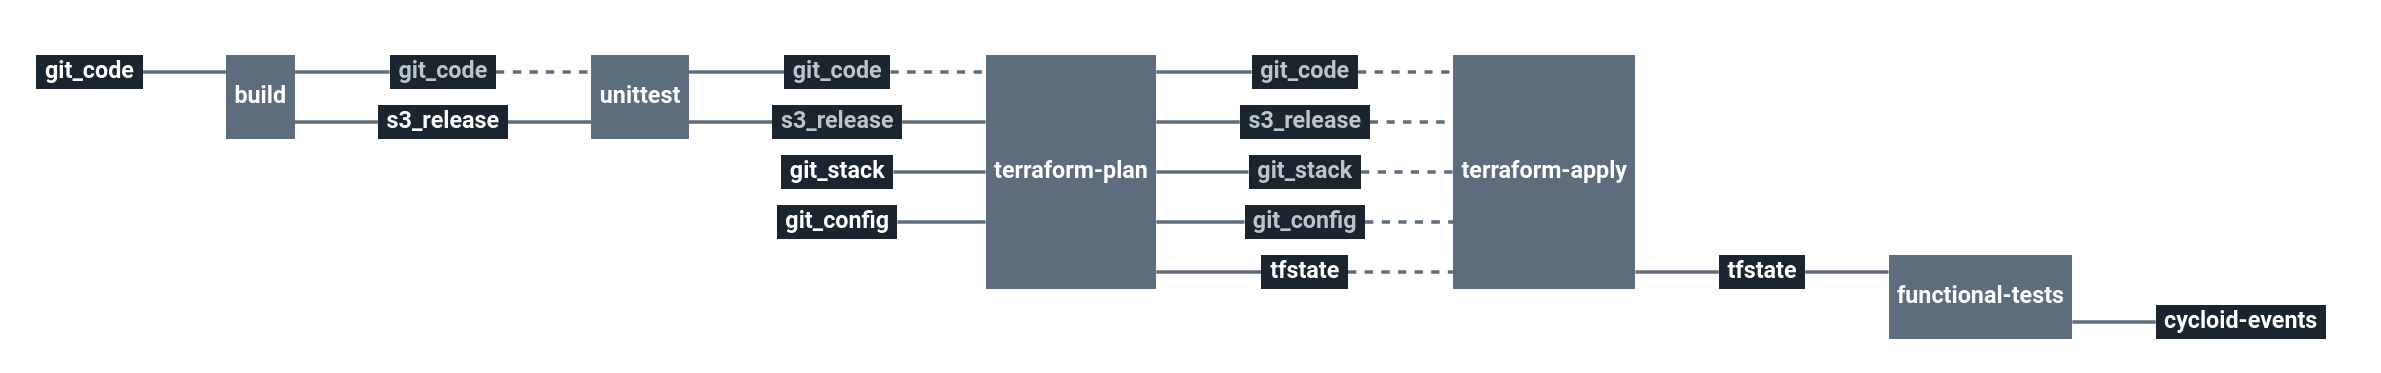 git_code
build
git_code
s3_release
unittest
git_code
s3_release
git_stack
git_config
terraform-plan
git_code
s3_release
git_stack
git_config
tfstate
terraform-apply
tfstate
functional-tests
cycloid-events